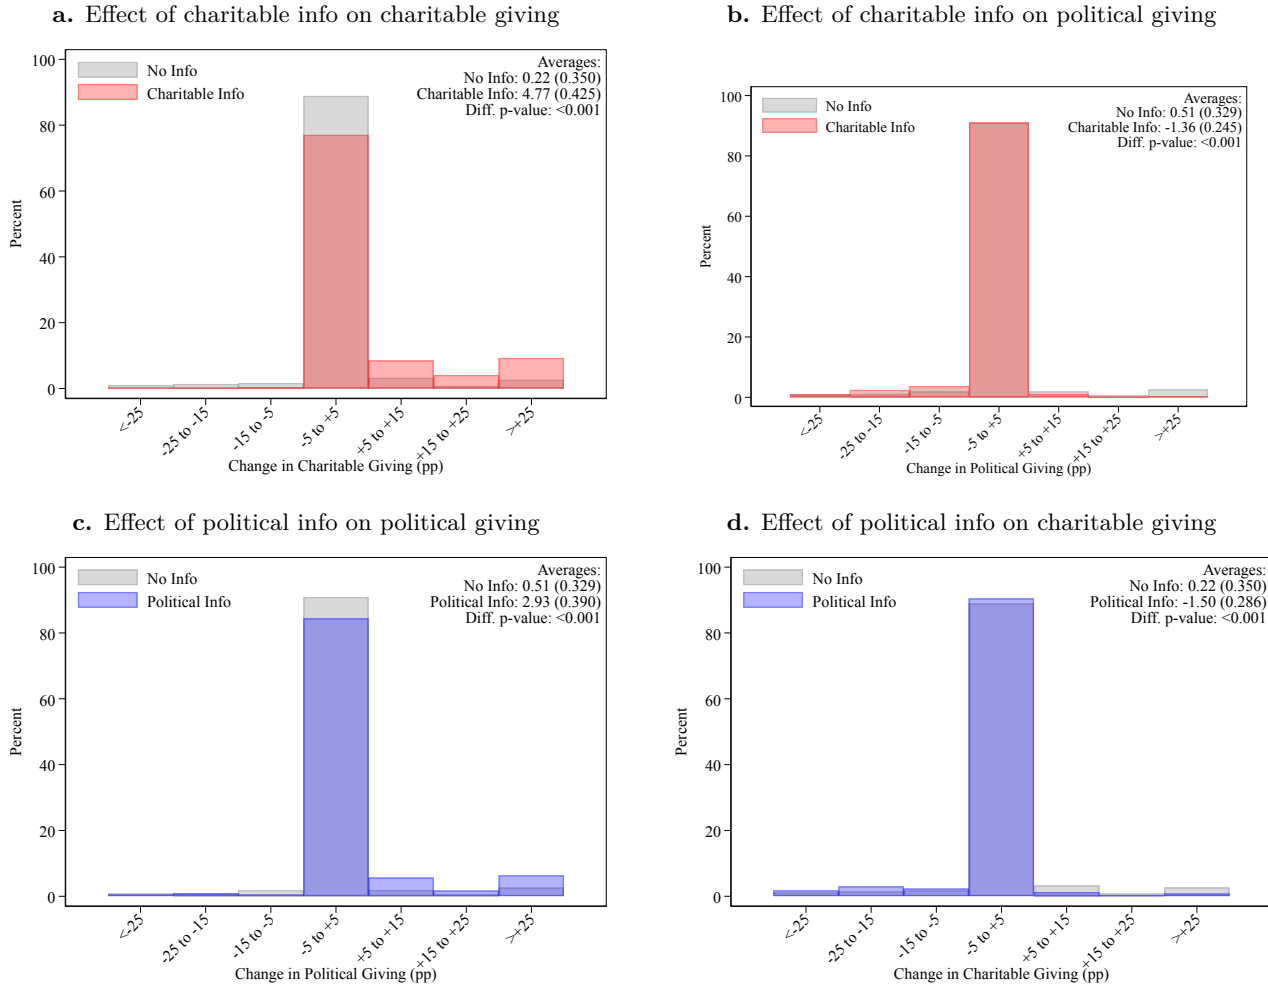 a. Effect of charitable info on charitable giving
100
80
60
40
20
0
Percent
No Info
Charitable Info
Averages:
No Info: 0.22 (0.350)
Charitable Info: 4.77 (0.425)
Diff. p-value: <0.001
<-25
-25 to -15
-15 to -5
-5 to +5
+5 to +15
+15 to +25
>+25
Change in Charitable Giving (pp)
b. Effect of charitable info on political giving
100
80
60
40
20
0
Percent
No Info
Charitable Info
Averages:
No Info: 0.51 (0.329)
Charitable Info: -1.36 (0.245)
Diff. p-value: <0.001
<-25
-25 to -15
-15 to -5
-5 to +5
+5 to +15
+15 to +25
>+25
Change in Political Giving (pp)
c. Effect of political info on political giving
100
80
60
40
20
0
Percent
No Info
Political Info
Averages:
No Info: 0.51 (0.329)
Political Info: 2.93 (0.390)
Diff. p-value: <0.001
<-25
-25 to -15
-15 to -5
-5 to +5
+5 to +15
+15 to +25
>+25
Change in Political Giving (pp)
d. Effect of political info on charitable giving
100
80
60
40
20
0
Percent
No Info
Political Info
Averages:
No Info: 0.22 (0.350)
Political Info: -1.50 (0.286)
Diff. p-value: <0.001
<-25
-25 to -15
-15 to -5
-5 to +5
+5 to +15
+15 to +25
>+25
Change in Charitable Giving (pp)